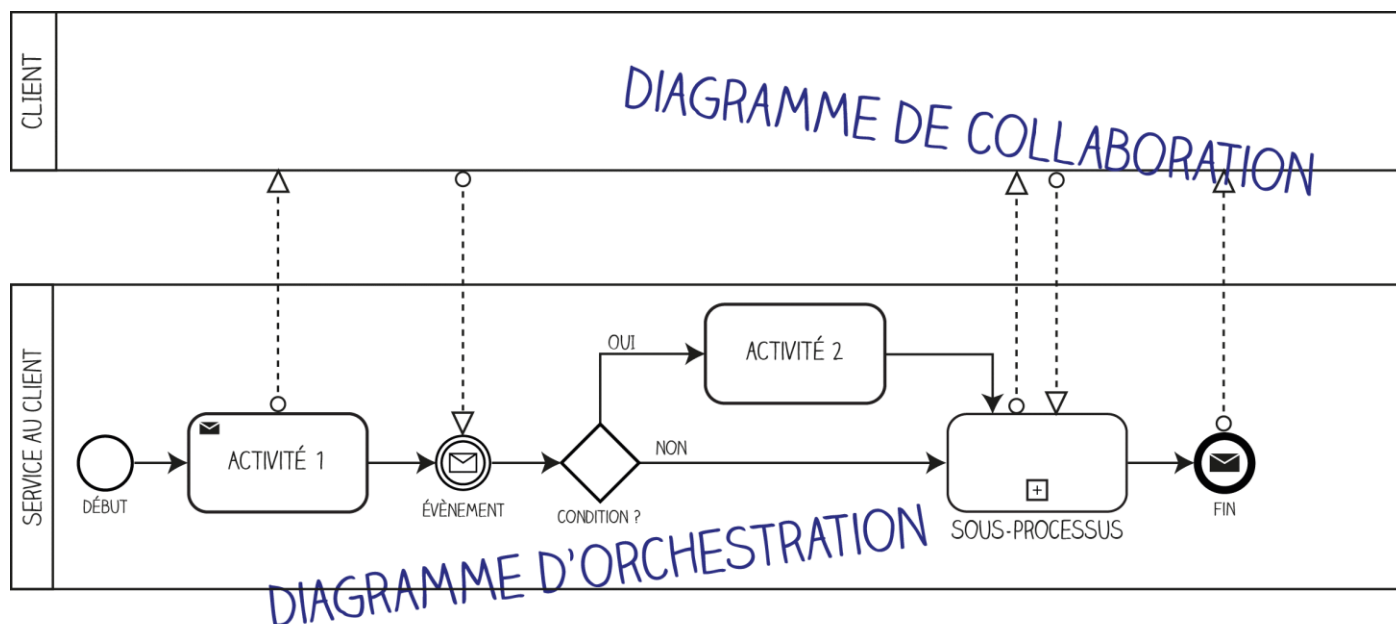 CLIENT
DIAGRAMME DE COLLABORATION
SERVICE AU CLIENT
DÉBUT
ACTIVITÉ 1
ÉVÈNEMENT
CONDITION ?
OUI
NON
ACTIVITÉ 2
SOUS-PROCESSUS
FIN
DIAGRAMME D'ORCHESTRATION